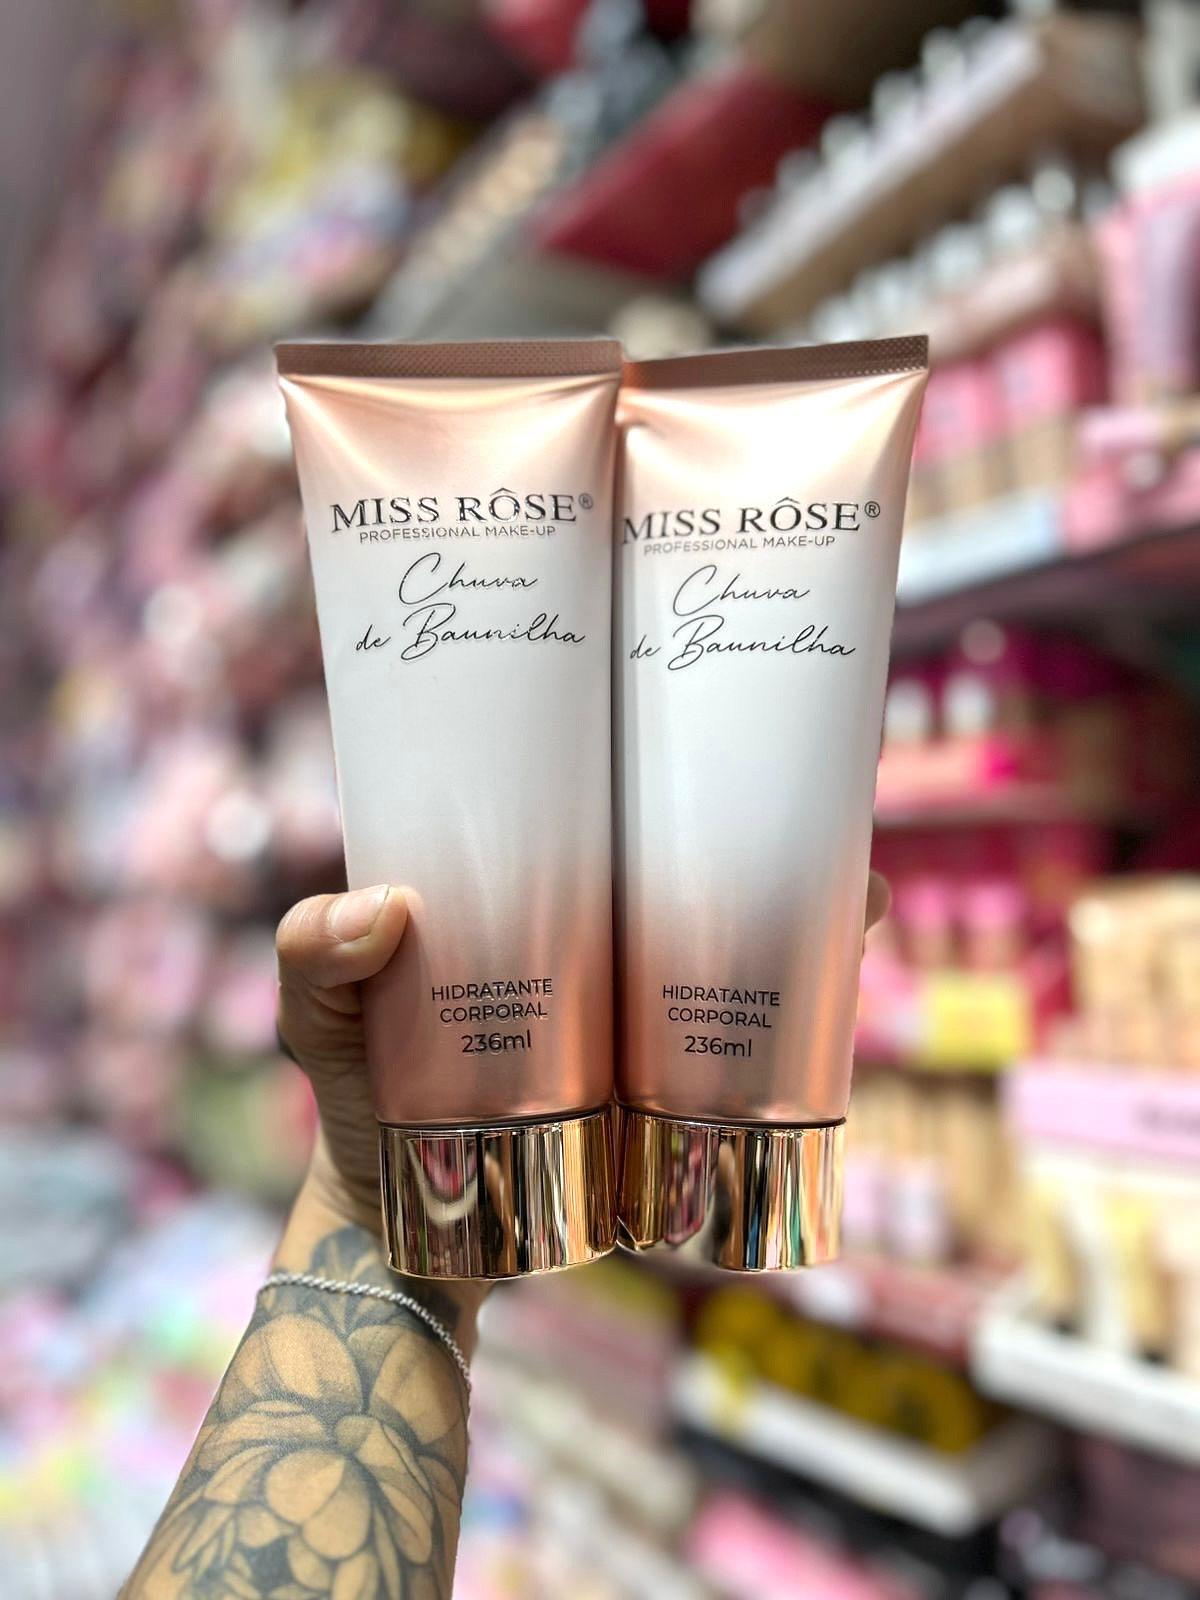 MISS RÔSE®
PROFESSIONAL MAKE-UP
Chuva
de Baunilha
HIDRATANTE
CORPORAL
236ml
MISS RÔSE®
PROFESSIONAL MAKE-UP
Chuva
de Baunilha
HIDRATANTE
CORPORAL
236ml